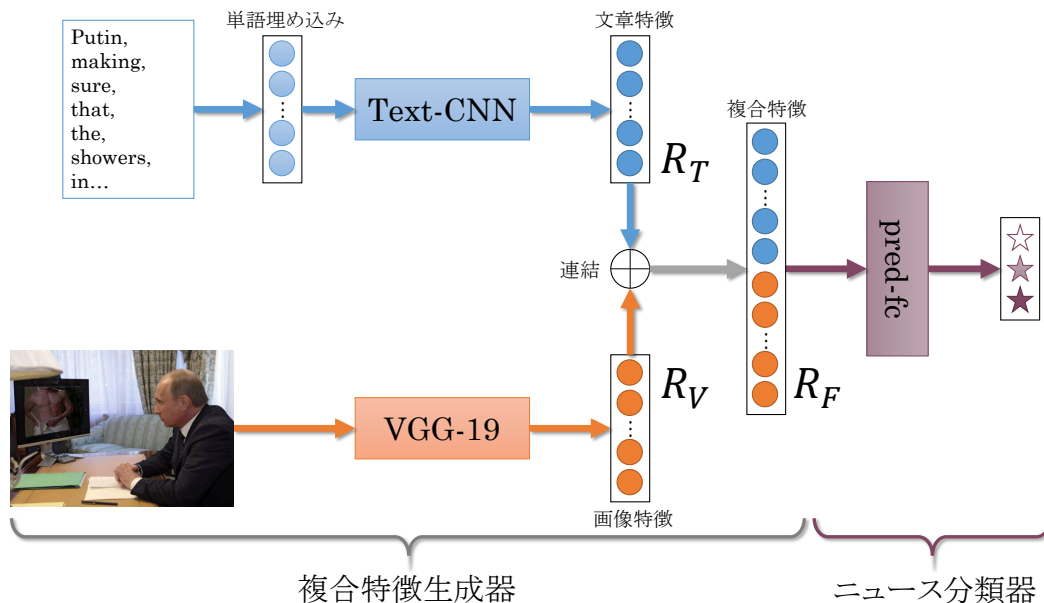 単語埋め込み
文章特徴
Putin,
making,
sure,
that,
the,
showers,
in…
Text-CNN
R_T
複合特徴
連結
pred-fc
VGG-19
R_V
R_F
画像特徴
複合特徴生成器
ニュース分類器